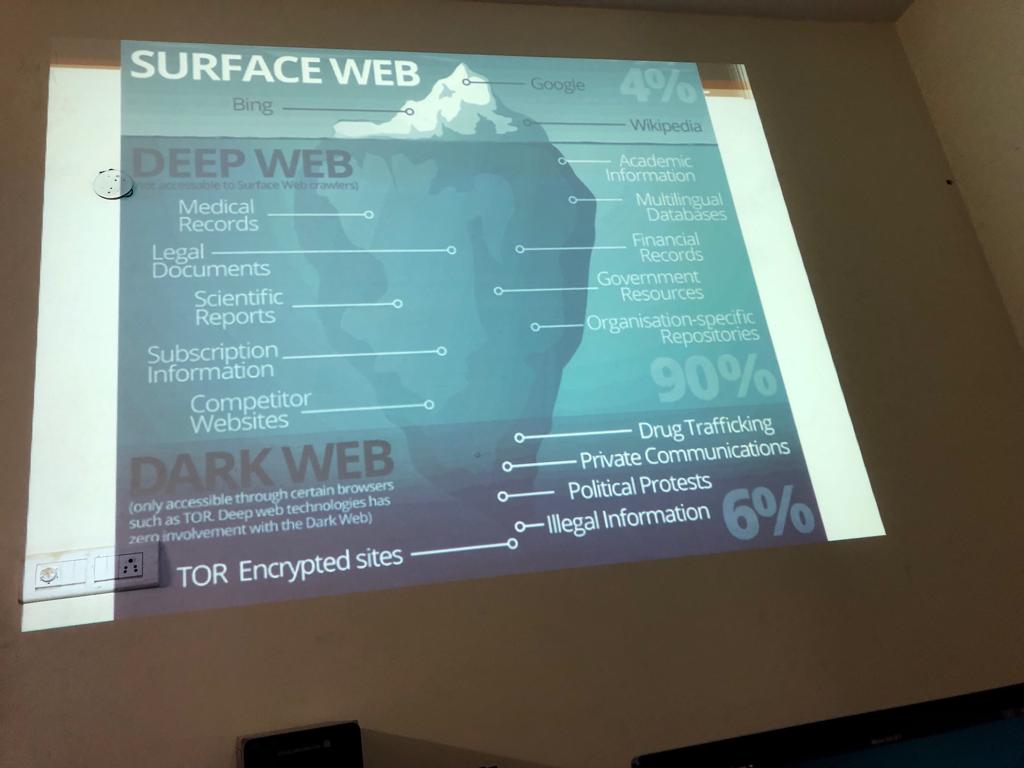 SURFACE WEB
Google
4%
Bing
Wikipedia
DEEP WEB
(not accessable to Surface Web crawlers)
Academic
Information
Medical
Records
Multilingual
Databases
Legal
Documents
Financial
Records
Scientific
Reports
Government
Resources
Organisation-specific
Repositories
Subscription
Information
90%
Competitor
Websites
DARK WEB
(only accessible through certain browsers
such as TOR. Deep web technologies has
zero involvement with the Dark Web)
Drug Trafficking
Private Communications
Political Protests
Illegal Information
6%
TOR Encrypted sites